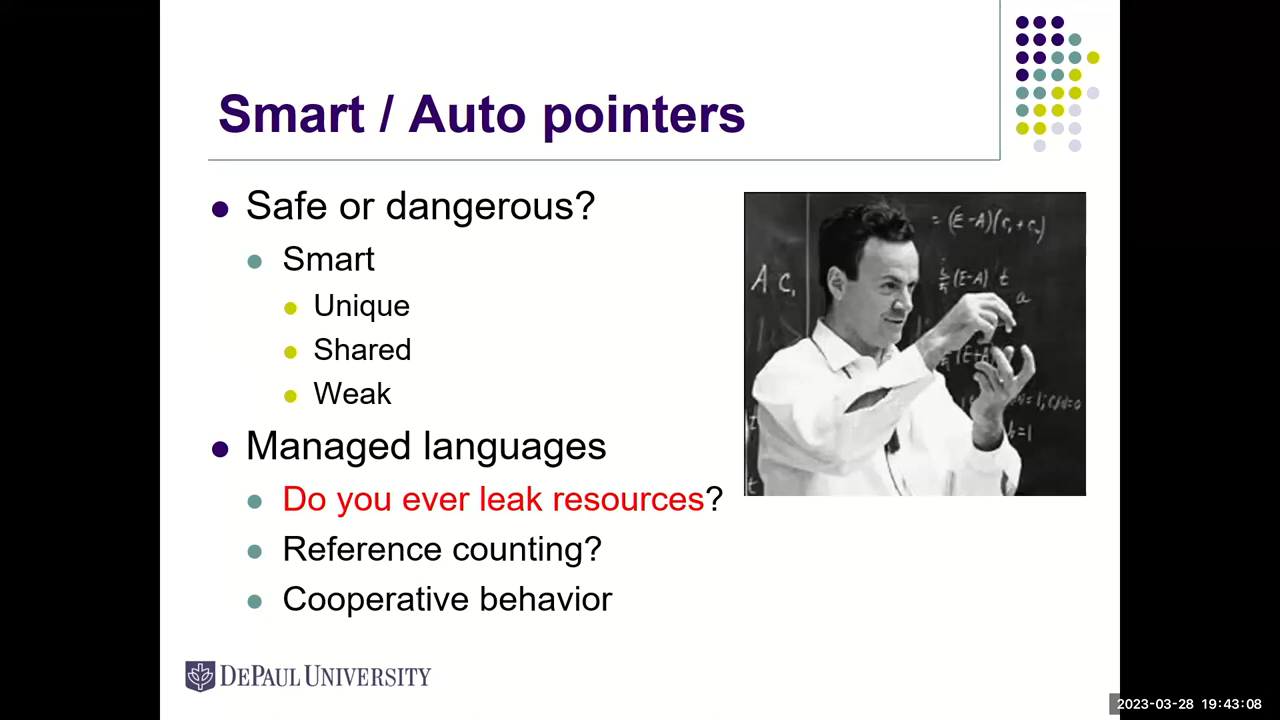 Smart / Auto pointers
Safe or dangerous?
Smart
Unique
Shared
Weak
= (E-A)(
(E-A) t
A C
Managed languages
Do you ever leak resources?
Reference counting?
Cooperative behavior
DEPAUL UNIVERSITY
2023-03-28 19:43:08